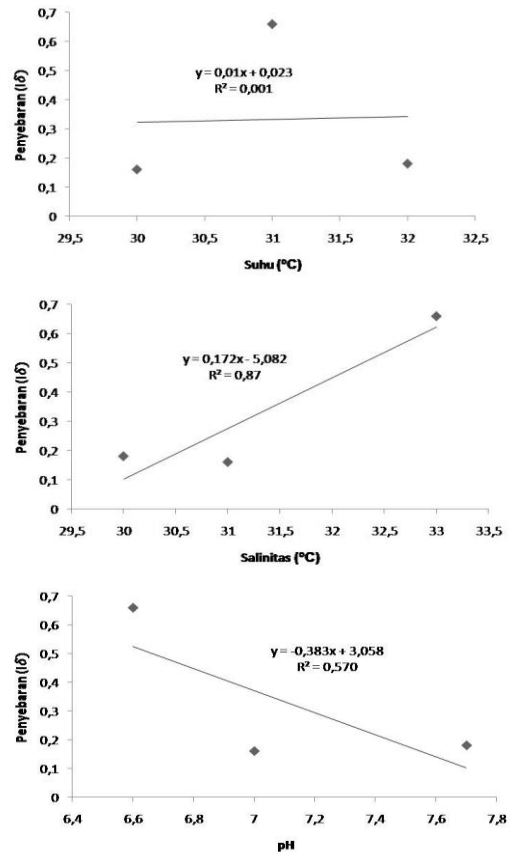 0,7
0,6
0,5
0,4
0,3
0,2
0,1
0
Penyebaran (Iδ)
y = 0,01x + 0,023
R² = 0,001
29,5 30 30,5 31 31,5 32 32,5
Suhu (°C)
0,7
0,6
0,5
0,4
0,3
0,2
0,1
0
Penyebaran (Iδ)
y = 0,172x - 5,082
R² = 0,87
29,5 30 30,5 31 31,5 32 32,5 33 33,5
Salinitas (°C)
0,7
0,6
0,5
0,4
0,3
0,2
0,1
0
Penyebaran (Iδ)
y = -0,383x + 3,058
R² = 0,570
6,4 6,6 6,8 7 7,2 7,4 7,6 7,8
pH